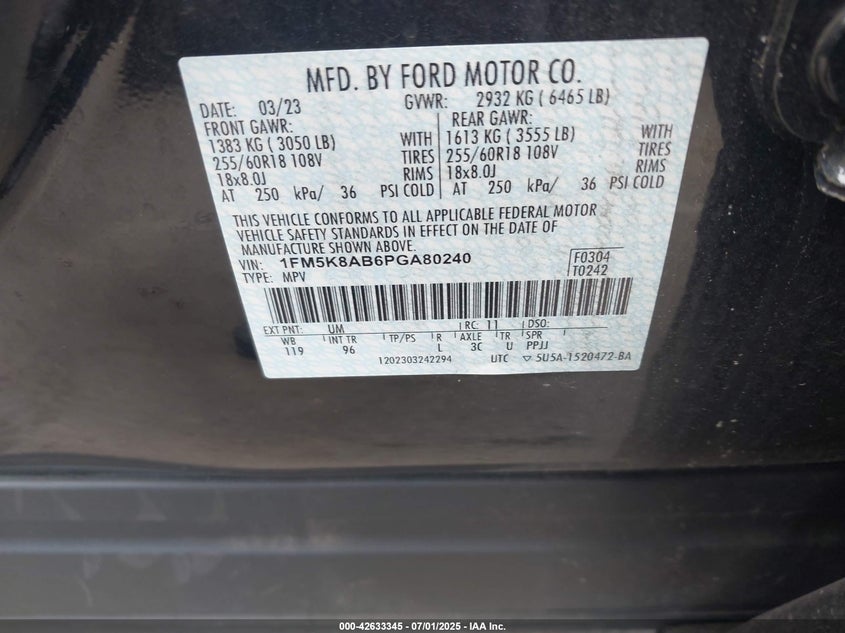 MFD. BY FORD MOTOR CO.
DATE: 03/23 GVWR: 2932 KG ( 6465 LB)
FRONT GAWR: REAR GAWR:
1383 KG ( 3050 LB) WITH 1613 KG ( 3555 LB) WITH
255/60R18 108V TIRES 255/60R18 108V TIRES
18x8.0J RIMS 18x8.0J RIMS
AT 250 kPa/ 36 PSI COLD AT 250 kPa/ 36 PSI COLD
THIS VEHICLE CONFORMS TO ALL APPLICABLE FEDERAL MOTOR
VEHICLE SAFETY STANDARDS IN EFFECT ON THE DATE OF
MANUFACTURE SHOWN ABOVE.
VIN: 1FM5K8AB6PGA80240 F0304
TYPE: MPV T0242
EXT PNT: UM RC: 11 DSO:
WB INT TR TP/PS R AXLE TR SPR
119 96 L 3C U PPJJ
1202303242294 UTC ▽ 5U5A-1520472-BA
000-42633345 - 07/01/2025 - IAA Inc.